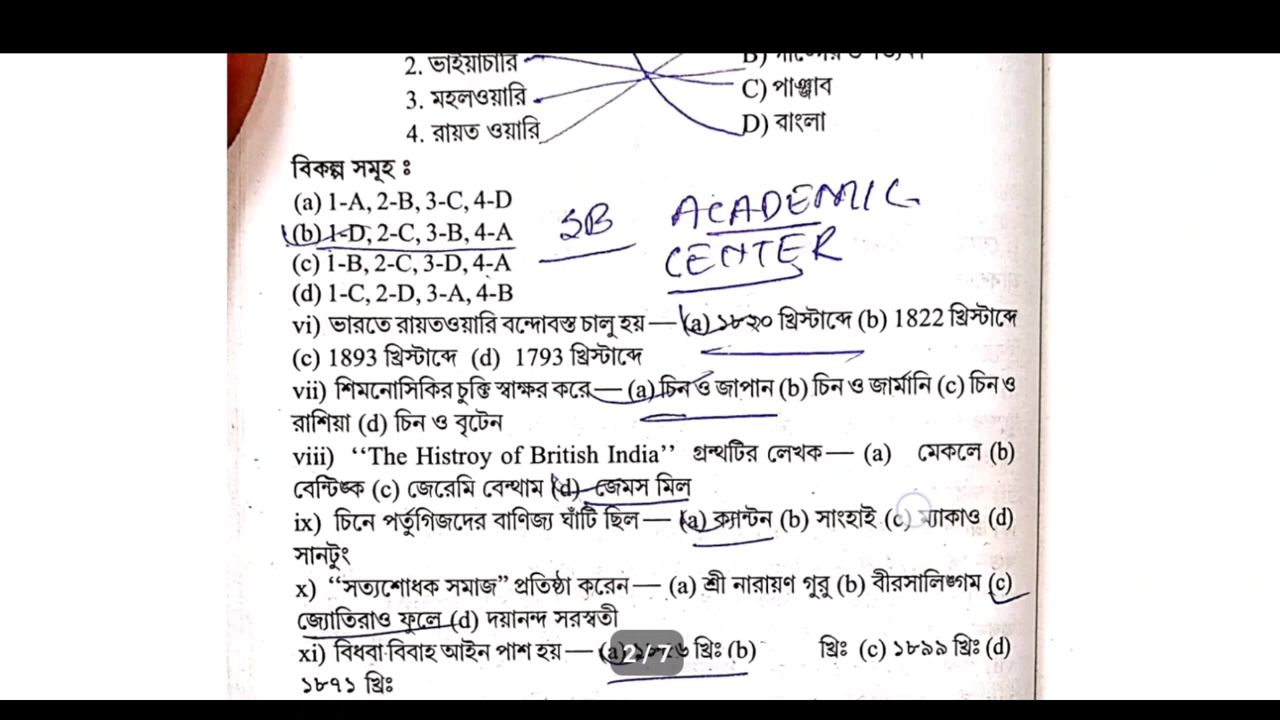 2. ভাইয়াচারি
3. মহলওয়ারি
C) পাঞ্জাব
4. রায়ত ওয়ারি
D) বাংলা
বিকল্প সমূহ ঃ
(a) 1-A, 2-B, 3-C, 4-D
(b) 1-D, 2-C, 3-B, 4-A
SB ACADEMIC
CENTER
(c) 1-B, 2-C, 3-D, 4-A
(d) 1-C, 2-D, 3-A, 4-B
vi) ভারতে রায়তওয়ারি বন্দোবস্ত চালু হয় — (a) ১৮২০ খ্রিস্টাব্দে (b) 1822 খ্রিস্টাব্দে
(c) 1893 খ্রিস্টাব্দে (d) 1793 খ্রিস্টাব্দে
vii) শিমনোসিকির চুক্তি স্বাক্ষর করে— (a) চিন ও জাপান (b) চিন ও জার্মানি (c) চিন ও
রাশিয়া (d) চিন ও বৃটেন
viii) ‘‘The Histroy of British India’’ গ্রন্থটির লেখক— (a) মেকলে (b)
বেন্টিঙ্ক (c) জেরেমি বেন্থাম (d) জেমস মিল
ix) চিনে পর্তুগিজদের বাণিজ্য ঘাঁটি ছিল— (a) ক্যান্টন (b) সাংহাই (c) ম্যাকাও (d)
সানটুং
x) ‘‘সত্যশোধক সমাজ’’ প্রতিষ্ঠা করেন— (a) শ্রী নারায়ণ গুরু (b) বীরসালিঙ্গম (c)
জ্যোতিরাও ফুলে (d) দয়ানন্দ সরস্বতী
xi) বিধবা বিবাহ আইন পাশ হয়— (a) খ্রিঃ (b) খ্রিঃ (c) ১৮৯৯ খ্রিঃ (d)
2 / 7
১৮৭১ খ্রিঃ